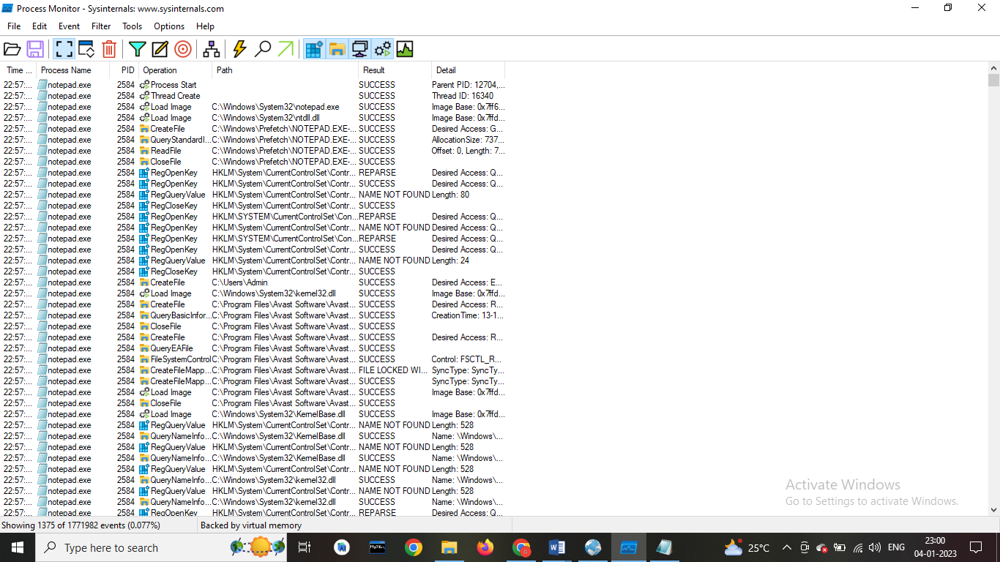 Process Monitor - Sysinternals: www.sysinternals.com
File Edit Event Filter Tools Options Help
Time ... Process Name PID Operation Path Result Detail
22:57:... notepad.exe 2584 Process Start SUCCESS Parent PID: 12704,...
22:57:... notepad.exe 2584 Thread Create SUCCESS Thread ID: 16340
22:57:... notepad.exe 2584 Load Image C:\Windows\System32\notepad.exe SUCCESS Image Base: 0x7ff6...
22:57:... notepad.exe 2584 Load Image C:\Windows\System32\ntdll.dll SUCCESS Image Base: 0x7ffd...
22:57:... notepad.exe 2584 CreateFile C:\Windows\Prefetch\NOTEPAD.EXE-... SUCCESS Desired Access: G...
22:57:... notepad.exe 2584 QueryStandardI... C:\Windows\Prefetch\NOTEPAD.EXE-... SUCCESS AllocationSize: 737...
22:57:... notepad.exe 2584 ReadFile C:\Windows\Prefetch\NOTEPAD.EXE-... SUCCESS Offset: 0, Length: 7...
22:57:... notepad.exe 2584 CloseFile C:\Windows\Prefetch\NOTEPAD.EXE-... SUCCESS
22:57:... notepad.exe 2584 RegOpenKey HKLM\System\CurrentControlSet\Contr... REPARSE Desired Access: Q...
22:57:... notepad.exe 2584 RegOpenKey HKLM\System\CurrentControlSet\Contr... SUCCESS Desired Access: Q...
22:57:... notepad.exe 2584 RegQueryValue HKLM\System\CurrentControlSet\Contr... NAME NOT FOUND Length: 80
22:57:... notepad.exe 2584 RegCloseKey HKLM\System\CurrentControlSet\Contr... SUCCESS
22:57:... notepad.exe 2584 RegOpenKey HKLM\SYSTEM\CurrentControlSet\Con... REPARSE Desired Access: Q...
22:57:... notepad.exe 2584 RegOpenKey HKLM\System\CurrentControlSet\Contr... NAME NOT FOUND Desired Access: Q...
22:57:... notepad.exe 2584 RegOpenKey HKLM\SYSTEM\CurrentControlSet\Con... REPARSE Desired Access: Q...
22:57:... notepad.exe 2584 RegOpenKey HKLM\System\CurrentControlSet\Contr... SUCCESS Desired Access: Q...
22:57:... notepad.exe 2584 RegQueryValue HKLM\System\CurrentControlSet\Contr... NAME NOT FOUND Length: 24
22:57:... notepad.exe 2584 RegCloseKey HKLM\System\CurrentControlSet\Contr... SUCCESS
22:57:... notepad.exe 2584 CreateFile C:\Users\Admin SUCCESS Desired Access: E...
22:57:... notepad.exe 2584 Load Image C:\Windows\System32\kernel32.dll SUCCESS Image Base: 0x7ffd...
22:57:... notepad.exe 2584 CreateFile C:\Program Files\Avast Software\Avast... SUCCESS Desired Access: R...
22:57:... notepad.exe 2584 QueryBasicInfor... C:\Program Files\Avast Software\Avast... SUCCESS CreationTime: 13-1...
22:57:... notepad.exe 2584 CloseFile C:\Program Files\Avast Software\Avast... SUCCESS
22:57:... notepad.exe 2584 CreateFile C:\Program Files\Avast Software\Avast... SUCCESS Desired Access: R...
22:57:... notepad.exe 2584 QueryEAFile C:\Program Files\Avast Software\Avast... SUCCESS
22:57:... notepad.exe 2584 FileSystemControl C:\Program Files\Avast Software\Avast... SUCCESS Control: FSCTL_R...
22:57:... notepad.exe 2584 CreateFileMapp... C:\Program Files\Avast Software\Avast... FILE LOCKED WI... SyncType: SyncTy...
22:57:... notepad.exe 2584 CreateFileMapp... C:\Program Files\Avast Software\Avast... SUCCESS SyncType: SyncTy...
22:57:... notepad.exe 2584 Load Image C:\Program Files\Avast Software\Avast... SUCCESS Image Base: 0x7ffd...
22:57:... notepad.exe 2584 CloseFile C:\Program Files\Avast Software\Avast... SUCCESS
22:57:... notepad.exe 2584 Load Image C:\Windows\System32\KernelBase.dll SUCCESS Image Base: 0x7ffd...
22:57:... notepad.exe 2584 RegQueryValue HKLM\System\CurrentControlSet\Contr... NAME NOT FOUND Length: 528
22:57:... notepad.exe 2584 QueryNameInfo... C:\Windows\System32\KernelBase.dll SUCCESS Name: \Windows\...
22:57:... notepad.exe 2584 RegQueryValue HKLM\System\CurrentControlSet\Contr... NAME NOT FOUND Length: 528
22:57:... notepad.exe 2584 QueryNameInfo... C:\Windows\System32\KernelBase.dll SUCCESS Name: \Windows\...
22:57:... notepad.exe 2584 RegQueryValue HKLM\System\CurrentControlSet\Contr... NAME NOT FOUND Length: 528
22:57:... notepad.exe 2584 QueryNameInfo... C:\Windows\System32\kernel32.dll SUCCESS Name: \Windows\...
22:57:... notepad.exe 2584 RegQueryValue HKLM\System\CurrentControlSet\Contr... NAME NOT FOUND Length: 528
22:57:... notepad.exe 2584 QueryNameInfo... C:\Windows\System32\kernel32.dll SUCCESS Name: \Windows\...
22:57:... notepad.exe 2584 RegOpenKey HKLM\System\CurrentControlSet\Contr... REPARSE Desired Access: Q...
Activate Windows
Go to Settings to activate Windows.
Showing 1375 of 1771982 events (0.077%) Backed by virtual memory
Type here to search
MySQL
W
25°C
ENG
23:00
04-01-2023